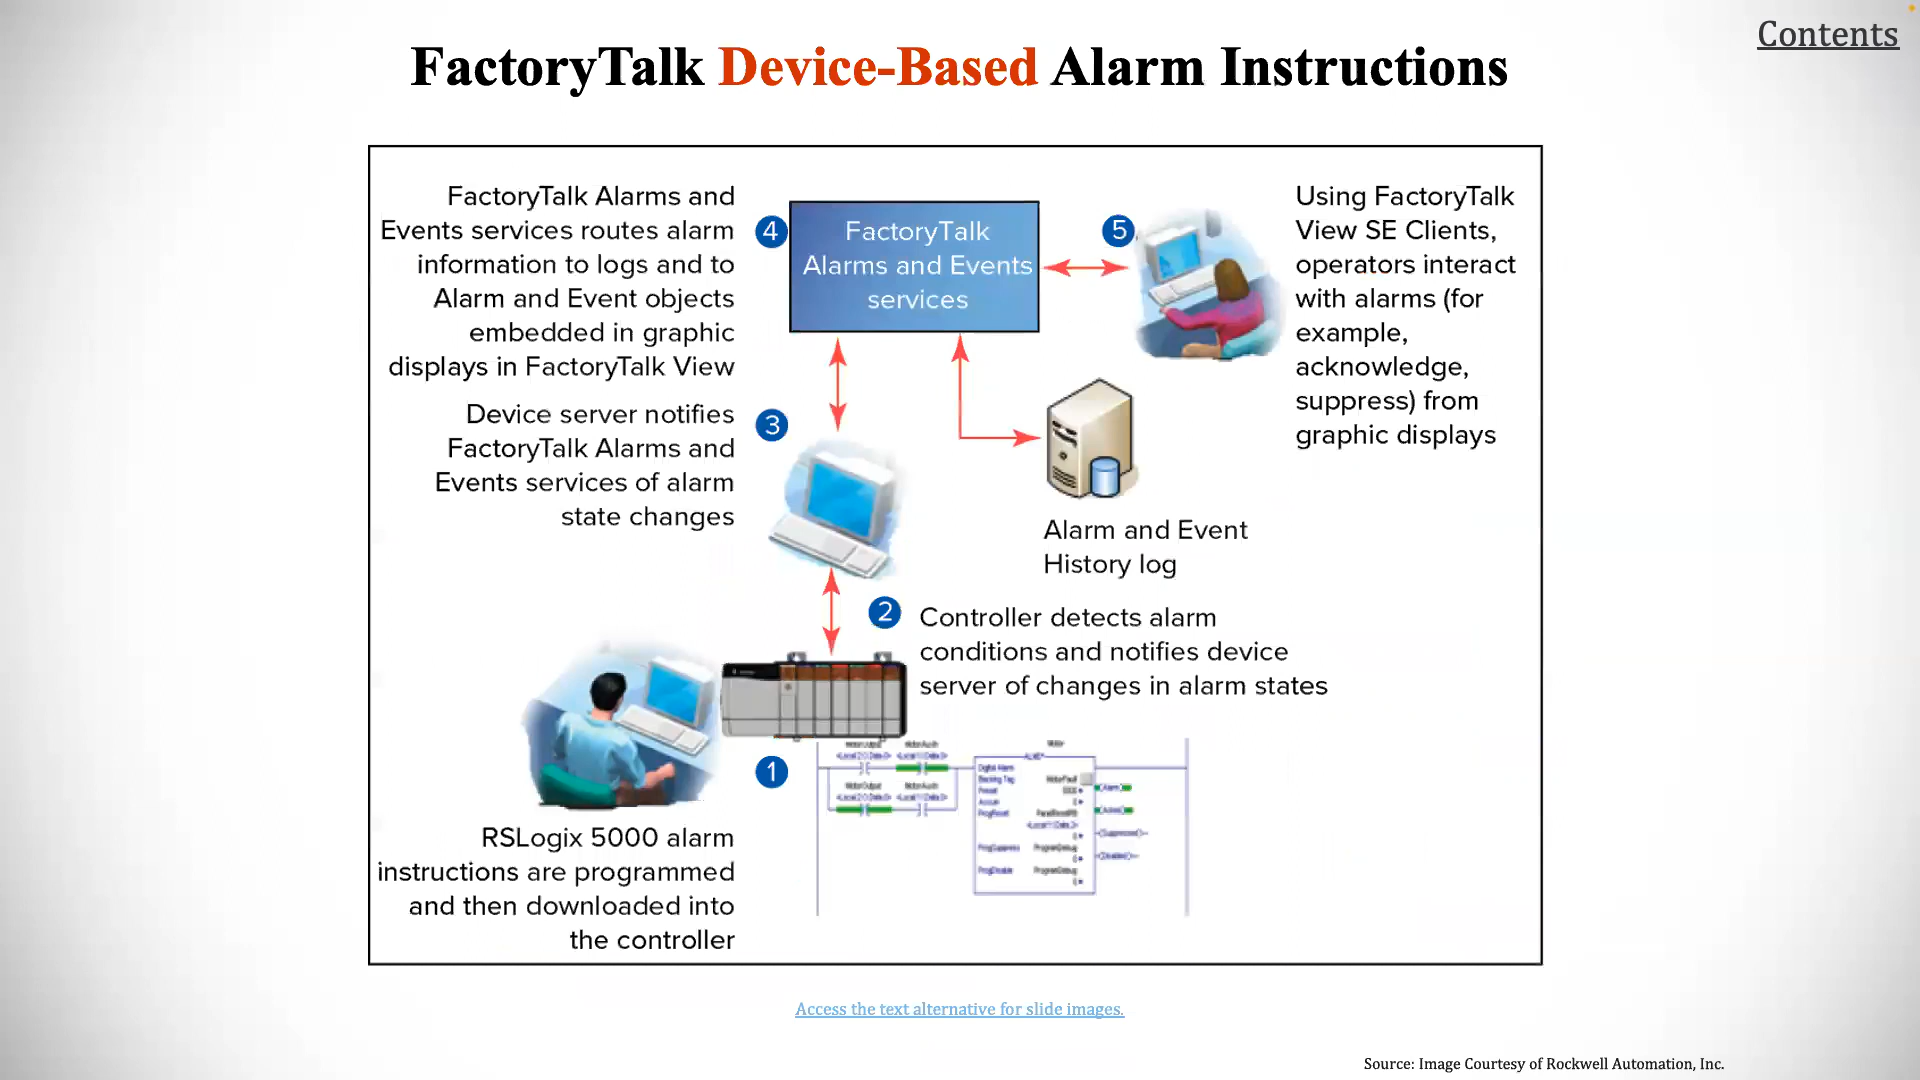 Contents
FactoryTalk Device-Based Alarm Instructions
FactoryTalk Alarms and
Events services routes alarm
information to logs and to
Alarm and Event objects
embedded in graphic
displays in FactoryTalk View
4
FactoryTalk
Alarms and Events
services
5
Using FactoryTalk
View SE Clients,
operators interact
with alarms (for
example,
acknowledge,
suppress) from
graphic displays
Device server notifies
FactoryTalk Alarms and
Events services of alarm
state changes
3
Alarm and Event
History log
2
Controller detects alarm
conditions and notifies device
server of changes in alarm states
1
RSLogix 5000 alarm
instructions are programmed
and then downloaded into
the controller
Digital Alarm
Access the text alternative for slide images.
Source: Image Courtesy of Rockwell Automation, Inc.